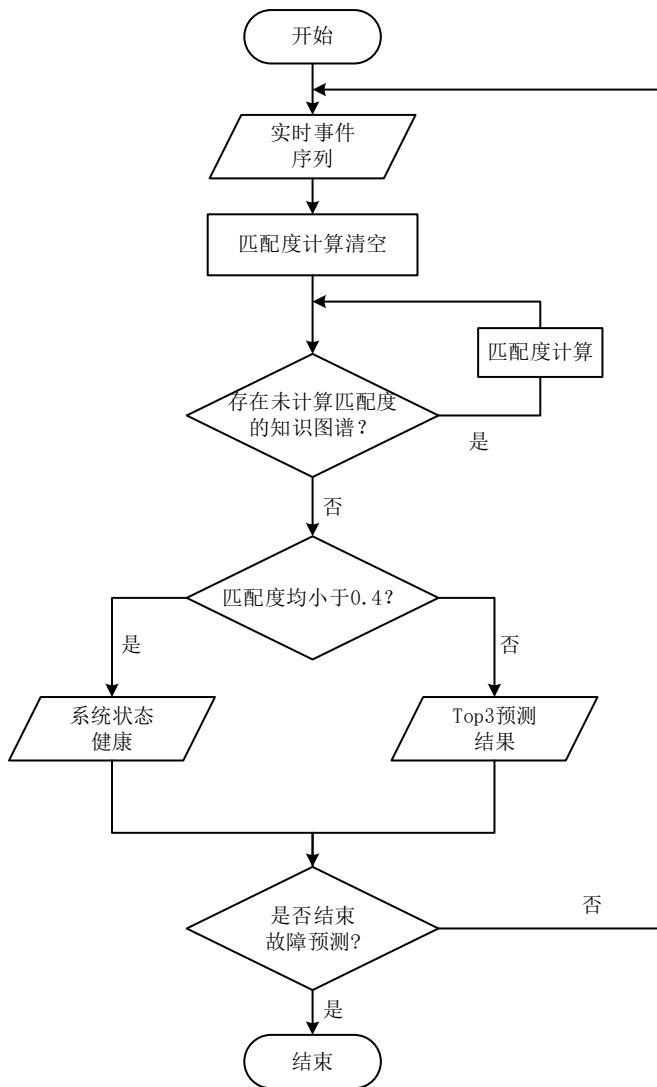 开始
实时事件
序列
匹配度计算清空
匹配度计算
存在未计算匹配度
的知识图谱？
是
否
匹配度均小于0.4？
是
否
系统状态
健康
Top3预测
结果
是否结束
故障预测？
否
是
结束